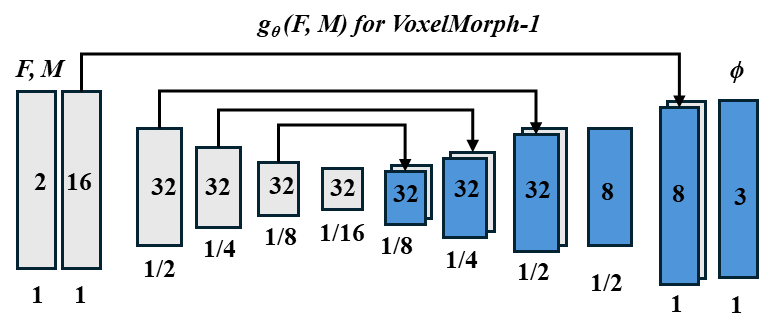 gθ(F, M) for VoxelMorph-1
F, M
ϕ
2 16 32 32 32 32 32 32 32 8 8 3
1 1 1/2 1/4 1/8 1/16 1/8 1/4 1/2 1/2 1 1